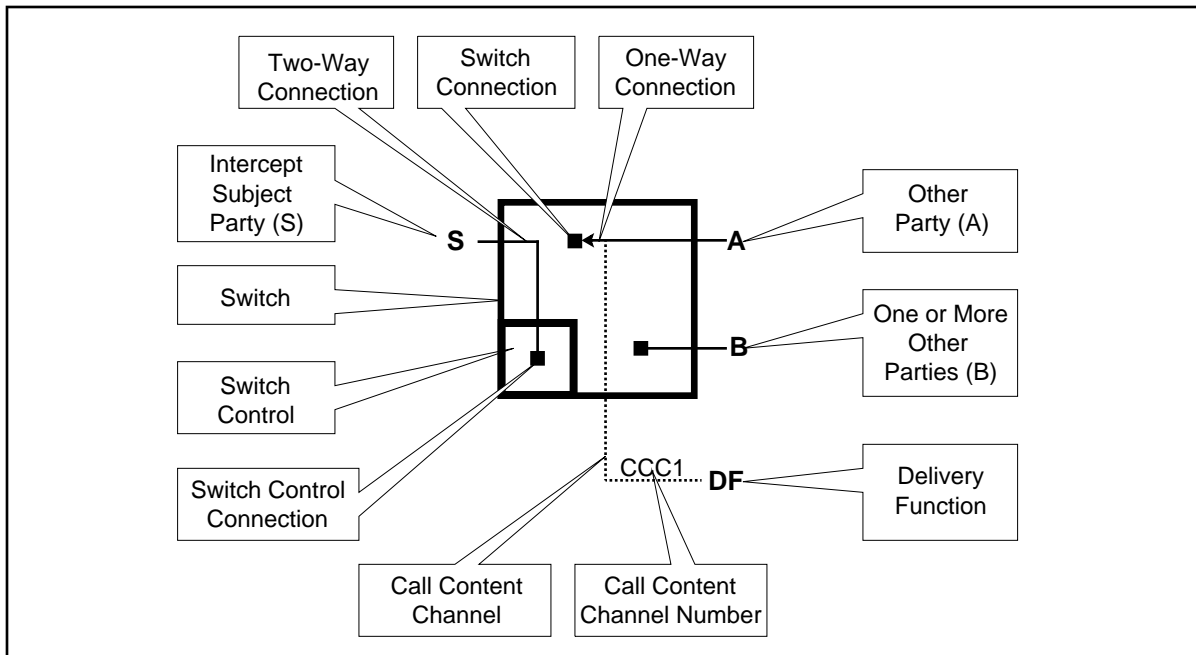 Two-Way
Connection
Switch
Connection
One-Way
Connection
Intercept
Subject
Party (S)
S
A
Other
Party (A)
Switch
B
One or More
Other
Parties (B)
Switch
Control
CCC1
DF
Switch Control
Connection
Delivery
Function
Call Content
Channel
Call Content
Channel Number